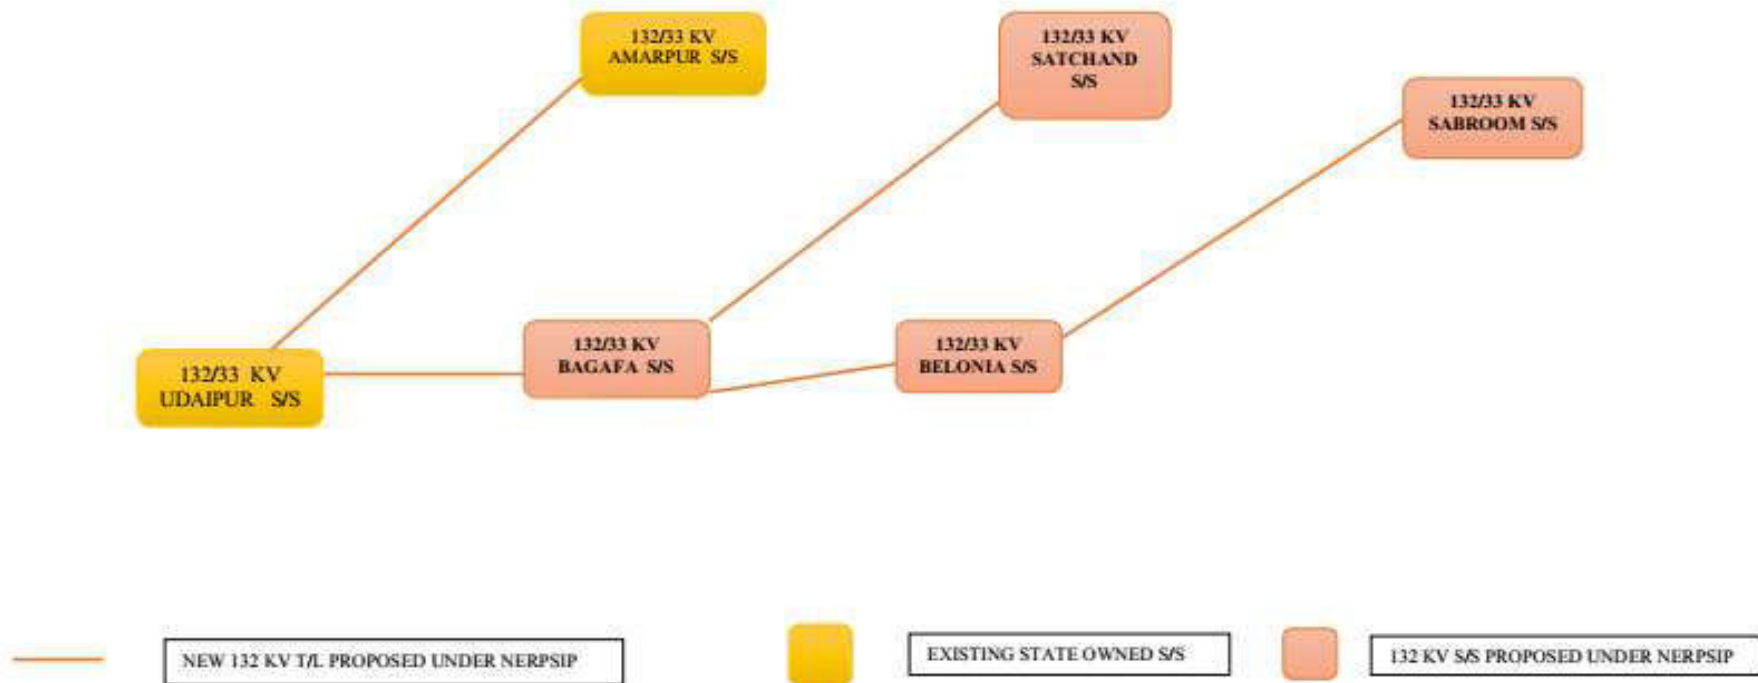 132/33 KV
AMARPUR S/S
132/33 KV
SATCHAND
S/S
132/33 KV
SABROOM S/S
132/33 KV
UDAIPUR S/S
132/33 KV
BAGAFA S/S
132/33 KV
BELONIA S/S
NEW 132 KV T/L PROPOSED UNDER NERPSIP
EXISTING STATE OWNED S/S
132 KV S/S PROPOSED UNDER NERPSIP